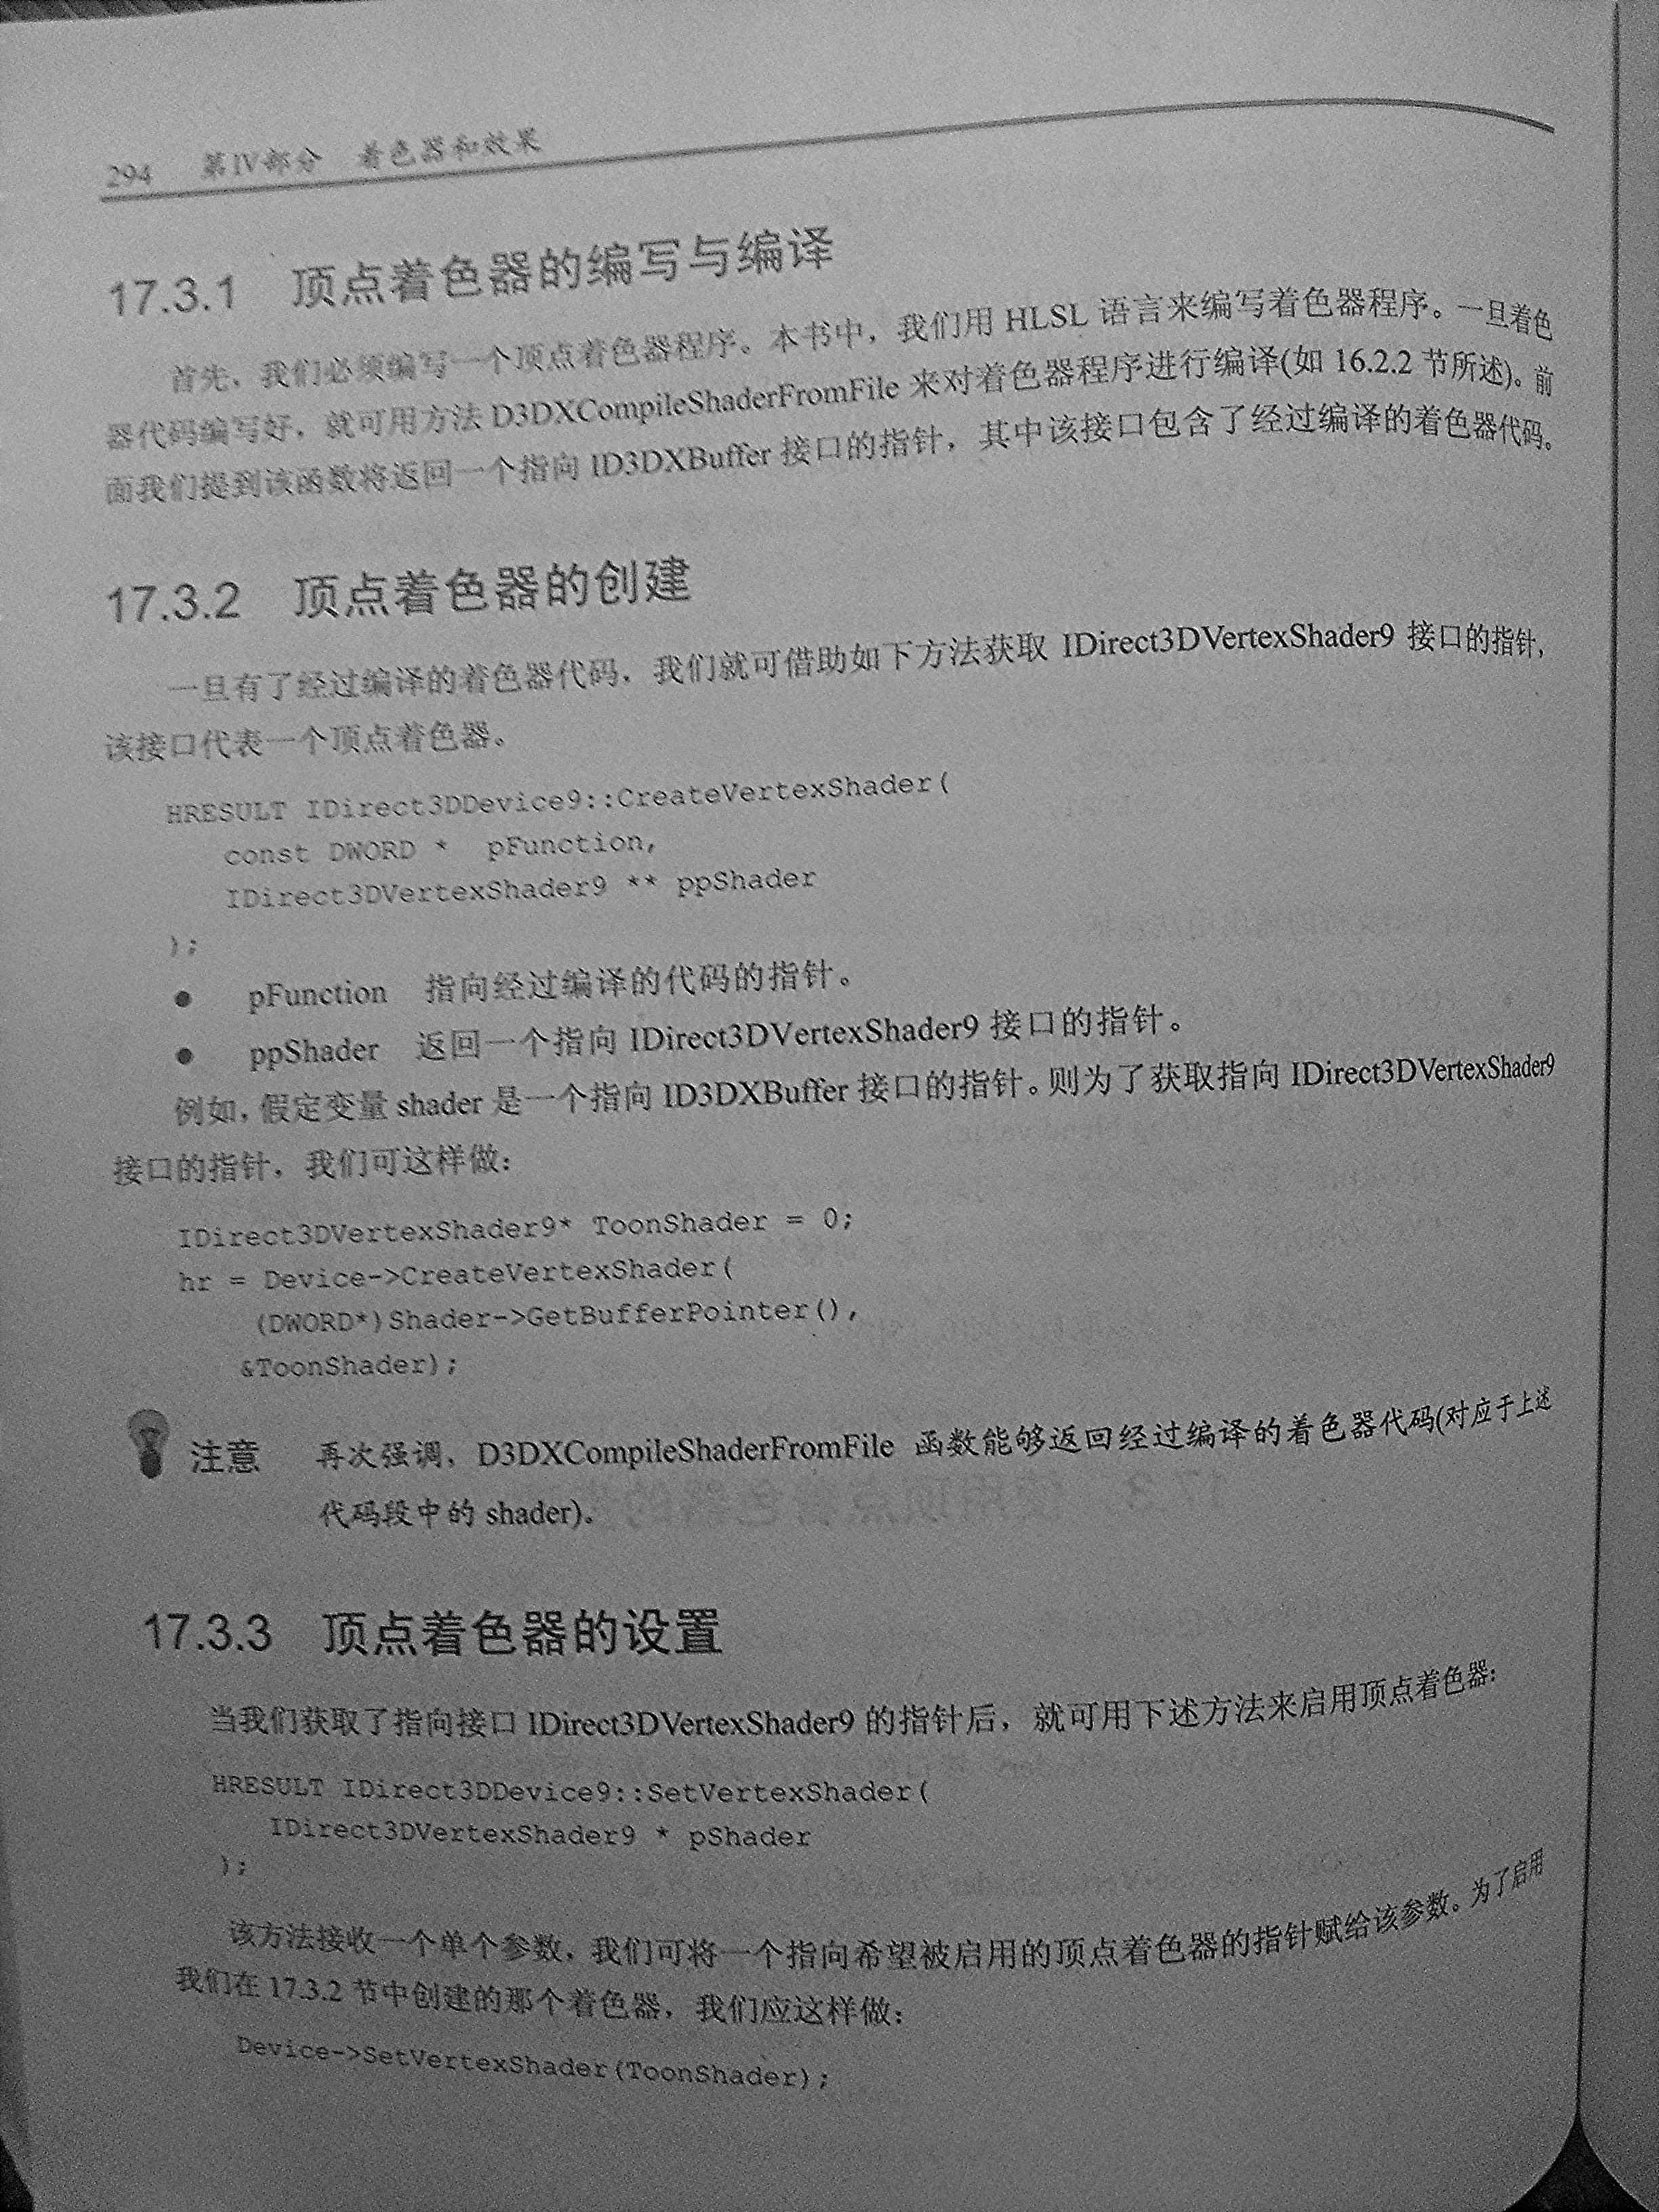 294 第IV部分 着色器和效果
17.3.1 顶点着色器的编写与编译
首先，我们必须编写一个顶点着色器程序。本书中，我们用 HLSL 语言来编写着色器程序。一旦着色
器代码编写好，就可用方法 D3DXCompileShaderFromFile 来对着色器程序进行编译(如 16.2.2 节所述)。前
面我们提到该函数将返回一个指向 ID3DXBuffer 接口的指针，其中该接口包含了经过编译的着色器代码。
17.3.2 顶点着色器的创建
一旦有了经过编译的着色器代码，我们就可借助如下方法获取 IDirect3DVertexShader9 接口的指针，
该接口代表一个顶点着色器。
HRESULT IDirect3DDevice9::CreateVertexShader(
const DWORD * pFunction,
IDirect3DVertexShader9 ** ppShader
);
● pFunction 指向经过编译的代码的指针。
● ppShader 返回一个指向 IDirect3DVertexShader9 接口的指针。
例如，假定变量 shader 是一个指向 ID3DXBuffer 接口的指针。则为了获取指向 IDirect3DVertexShader9
接口的指针，我们可这样做：
IDirect3DVertexShader9* ToonShader = 0;
hr = Device->CreateVertexShader(
(DWORD*)Shader->GetBufferPointer(),
&ToonShader);
注意 再次强调，D3DXCompileShaderFromFile 函数能够返回经过编译的着色器代码(对应于上述
代码段中的 shader)。
17.3.3 顶点着色器的设置
当我们获取了指向接口 IDirect3DVertexShader9 的指针后，就可用下述方法来启用顶点着色器：
HRESULT IDirect3DDevice9::SetVertexShader(
IDirect3DVertexShader9 * pShader
);
该方法接收一个单个参数，我们可将一个指向希望被启用的顶点着色器的指针赋给该参数。为了启用
我们在 17.3.2 节中创建的那个着色器，我们应这样做：
Device->SetVertexShader(ToonShader);